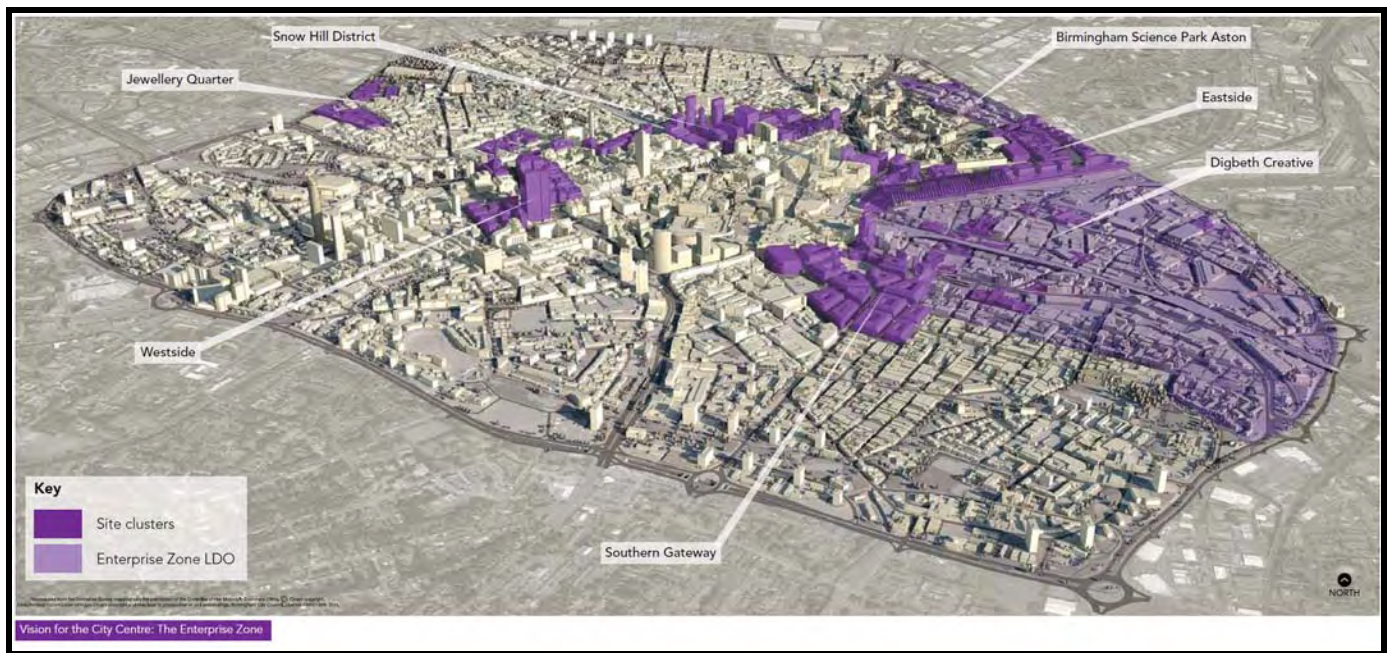 Snow Hill District
Birmingham Science Park Aston
Jewellery Quarter
Eastside
Digbeth Creative
Westside
Southern Gateway
Key
Site clusters
Enterprise Zone LDO
NORTH
Vision for the City Centre: The Enterprise Zone